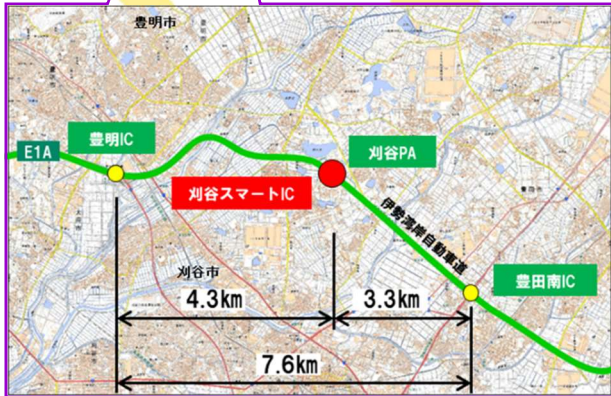 豊明市
豊明IC
刈谷PA
E1A
刈谷スマートIC
伊勢湾岸自動車道
刈谷市
豊田南IC
4.3km
3.3km
7.6km